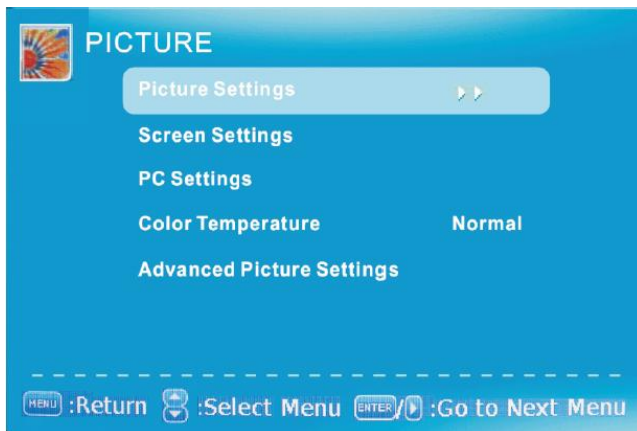 PICTURE
Picture Settings
Screen Settings
PC Settings
Color Temperature Normal
Advanced Picture Settings
MENU :Return :Select Menu ENTER/ :Go to Next Menu